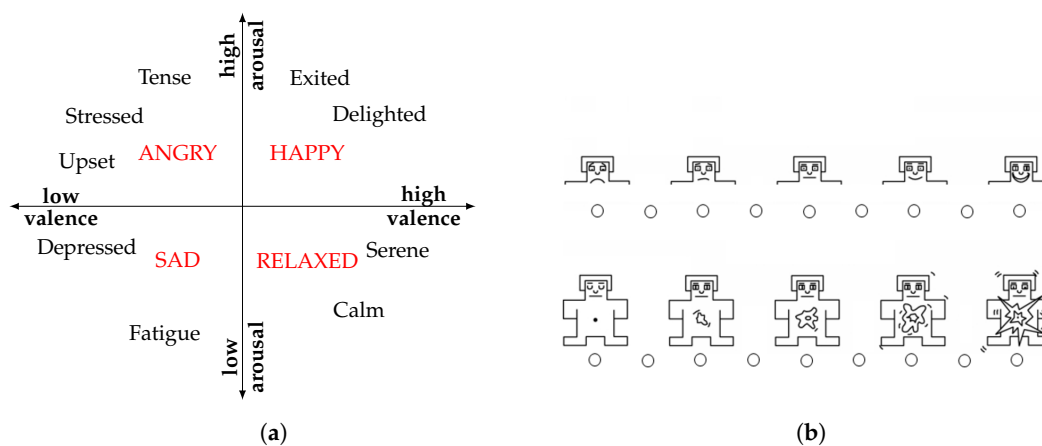 high
arousal
Tense
Exited
Stressed
Delighted
ANGRY
HAPPY
Upset
low
valence
high
valence
Depressed
SAD
RELAXED
Serene
Calm
Fatigue
low
arousal
(a)
(b)